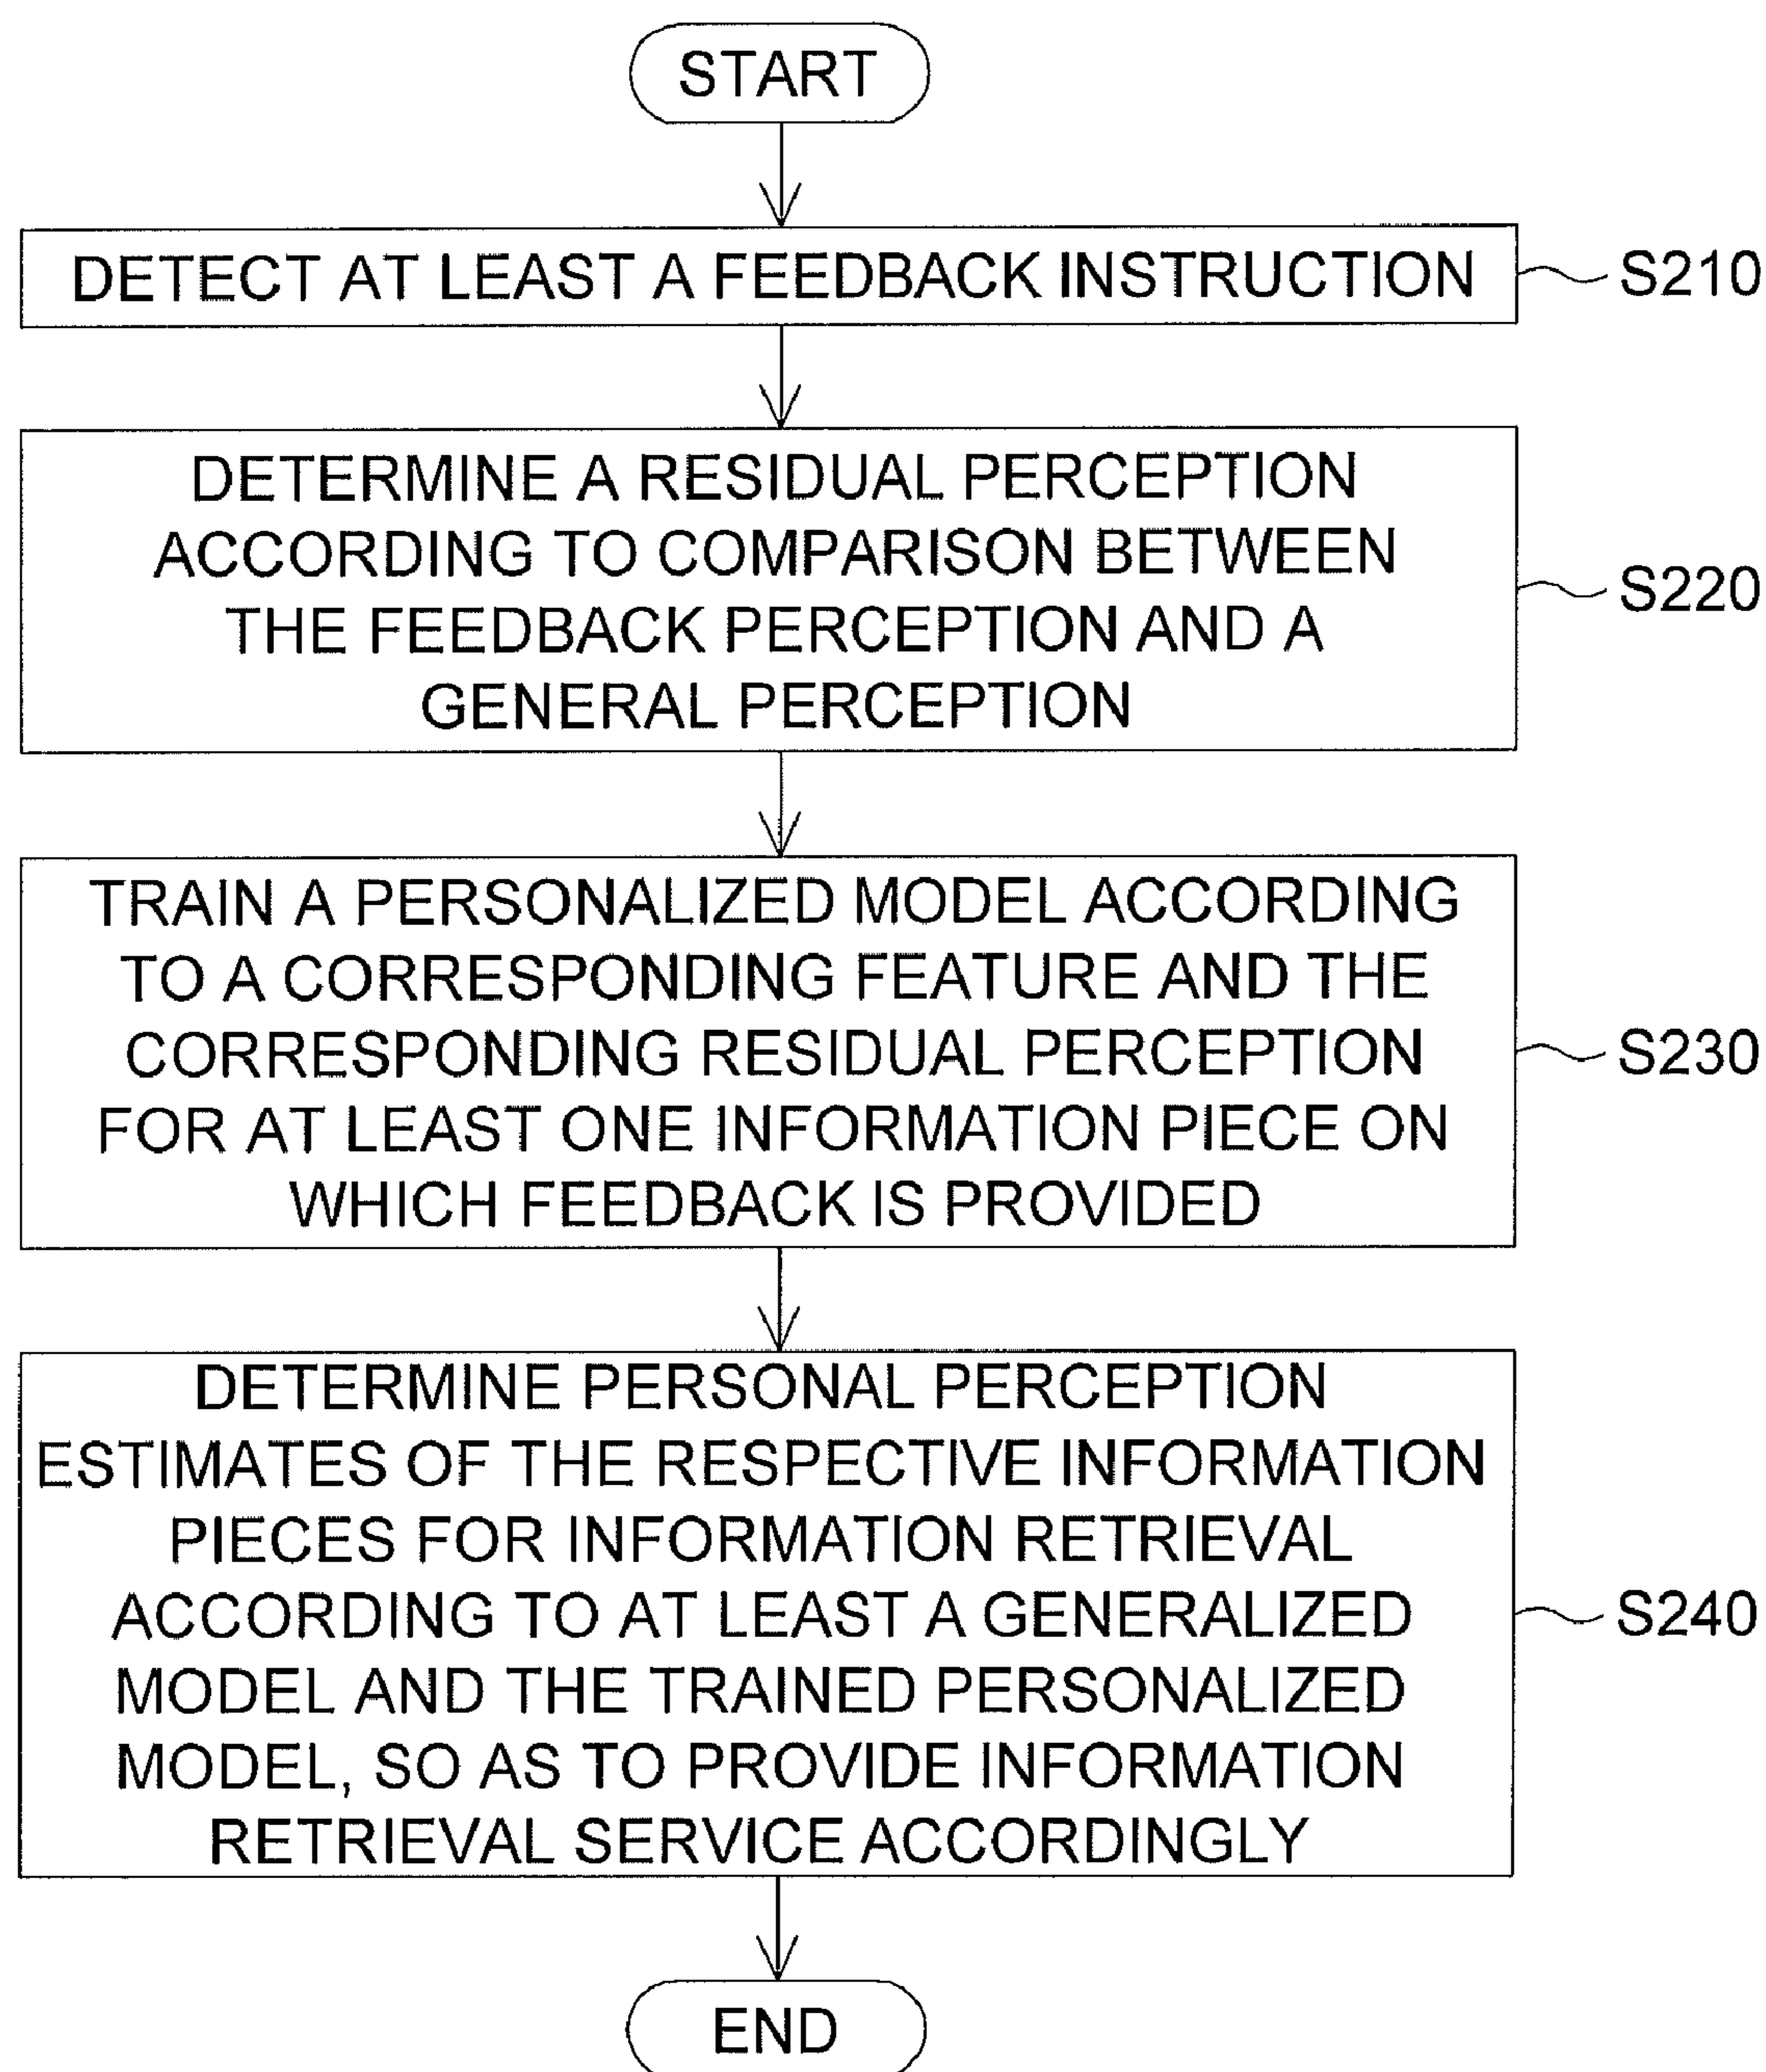 START
DETECT AT LEAST A FEEDBACK INSTRUCTION
S210
DETERMINE A RESIDUAL PERCEPTION
ACCORDING TO COMPARISON BETWEEN
THE FEEDBACK PERCEPTION AND A
GENERAL PERCEPTION
S220
TRAIN A PERSONALIZED MODEL ACCORDING
TO A CORRESPONDING FEATURE AND THE
CORRESPONDING RESIDUAL PERCEPTION
FOR AT LEAST ONE INFORMATION PIECE ON
WHICH FEEDBACK IS PROVIDED
S230
DETERMINE PERSONAL PERCEPTION
ESTIMATES OF THE RESPECTIVE INFORMATION
PIECES FOR INFORMATION RETRIEVAL
ACCORDING TO AT LEAST A GENERALIZED
MODEL AND THE TRAINED PERSONALIZED
MODEL, SO AS TO PROVIDE INFORMATION
RETRIEVAL SERVICE ACCORDINGLY
S240
END